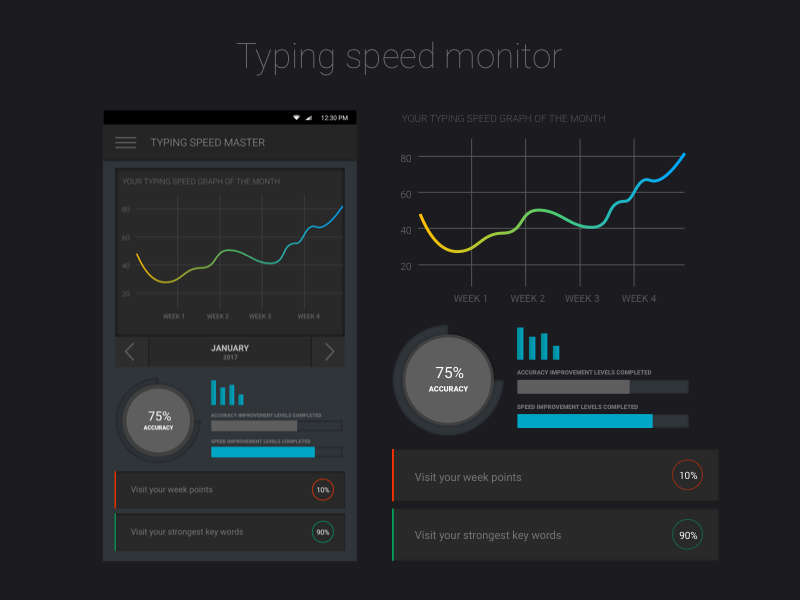 Typing speed monitor
12:30 PM
TYPING SPEED MASTER
YOUR TYPING SPEED GRAPH OF THE MONTH
80
60
40
20
WEEK 1 WEEK 2 WEEK 3 WEEK 4
JANUARY
2017
75%
ACCURACY
ACCURACY IMPROVEMENT LEVELS COMPLETED
SPEED IMPROVEMENT LEVELS COMPLETED
Visit your week points 10%
Visit your strongest key words 90%
YOUR TYPING SPEED GRAPH OF THE MONTH
80
60
40
20
WEEK 1 WEEK 2 WEEK 3 WEEK 4
75%
ACCURACY
ACCURACY IMPROVEMENT LEVELS COMPLETED
SPEED IMPROVEMENT LEVELS COMPLETED
Visit your week points 10%
Visit your strongest key words 90%